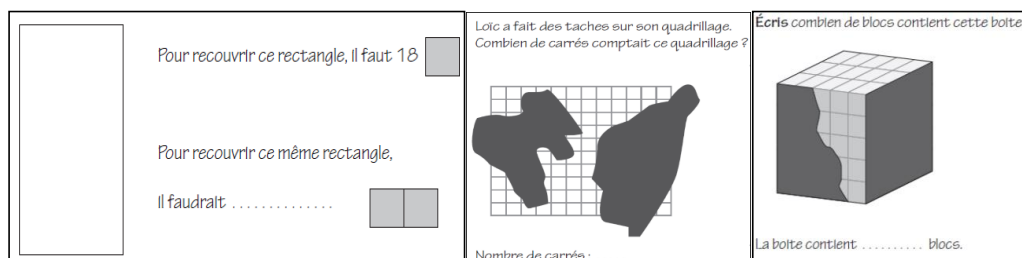 Pour recouvrir ce rectangle, il faut 18
Pour recouvrir ce même rectangle,
Il faudrait ..............
Loïc a fait des taches sur son quadrillage.
Combien de carrés comptait ce quadrillage ?
Nombre de carrés :
Écris combien de blocs contient cette boite
La boite contient .......... blocs.